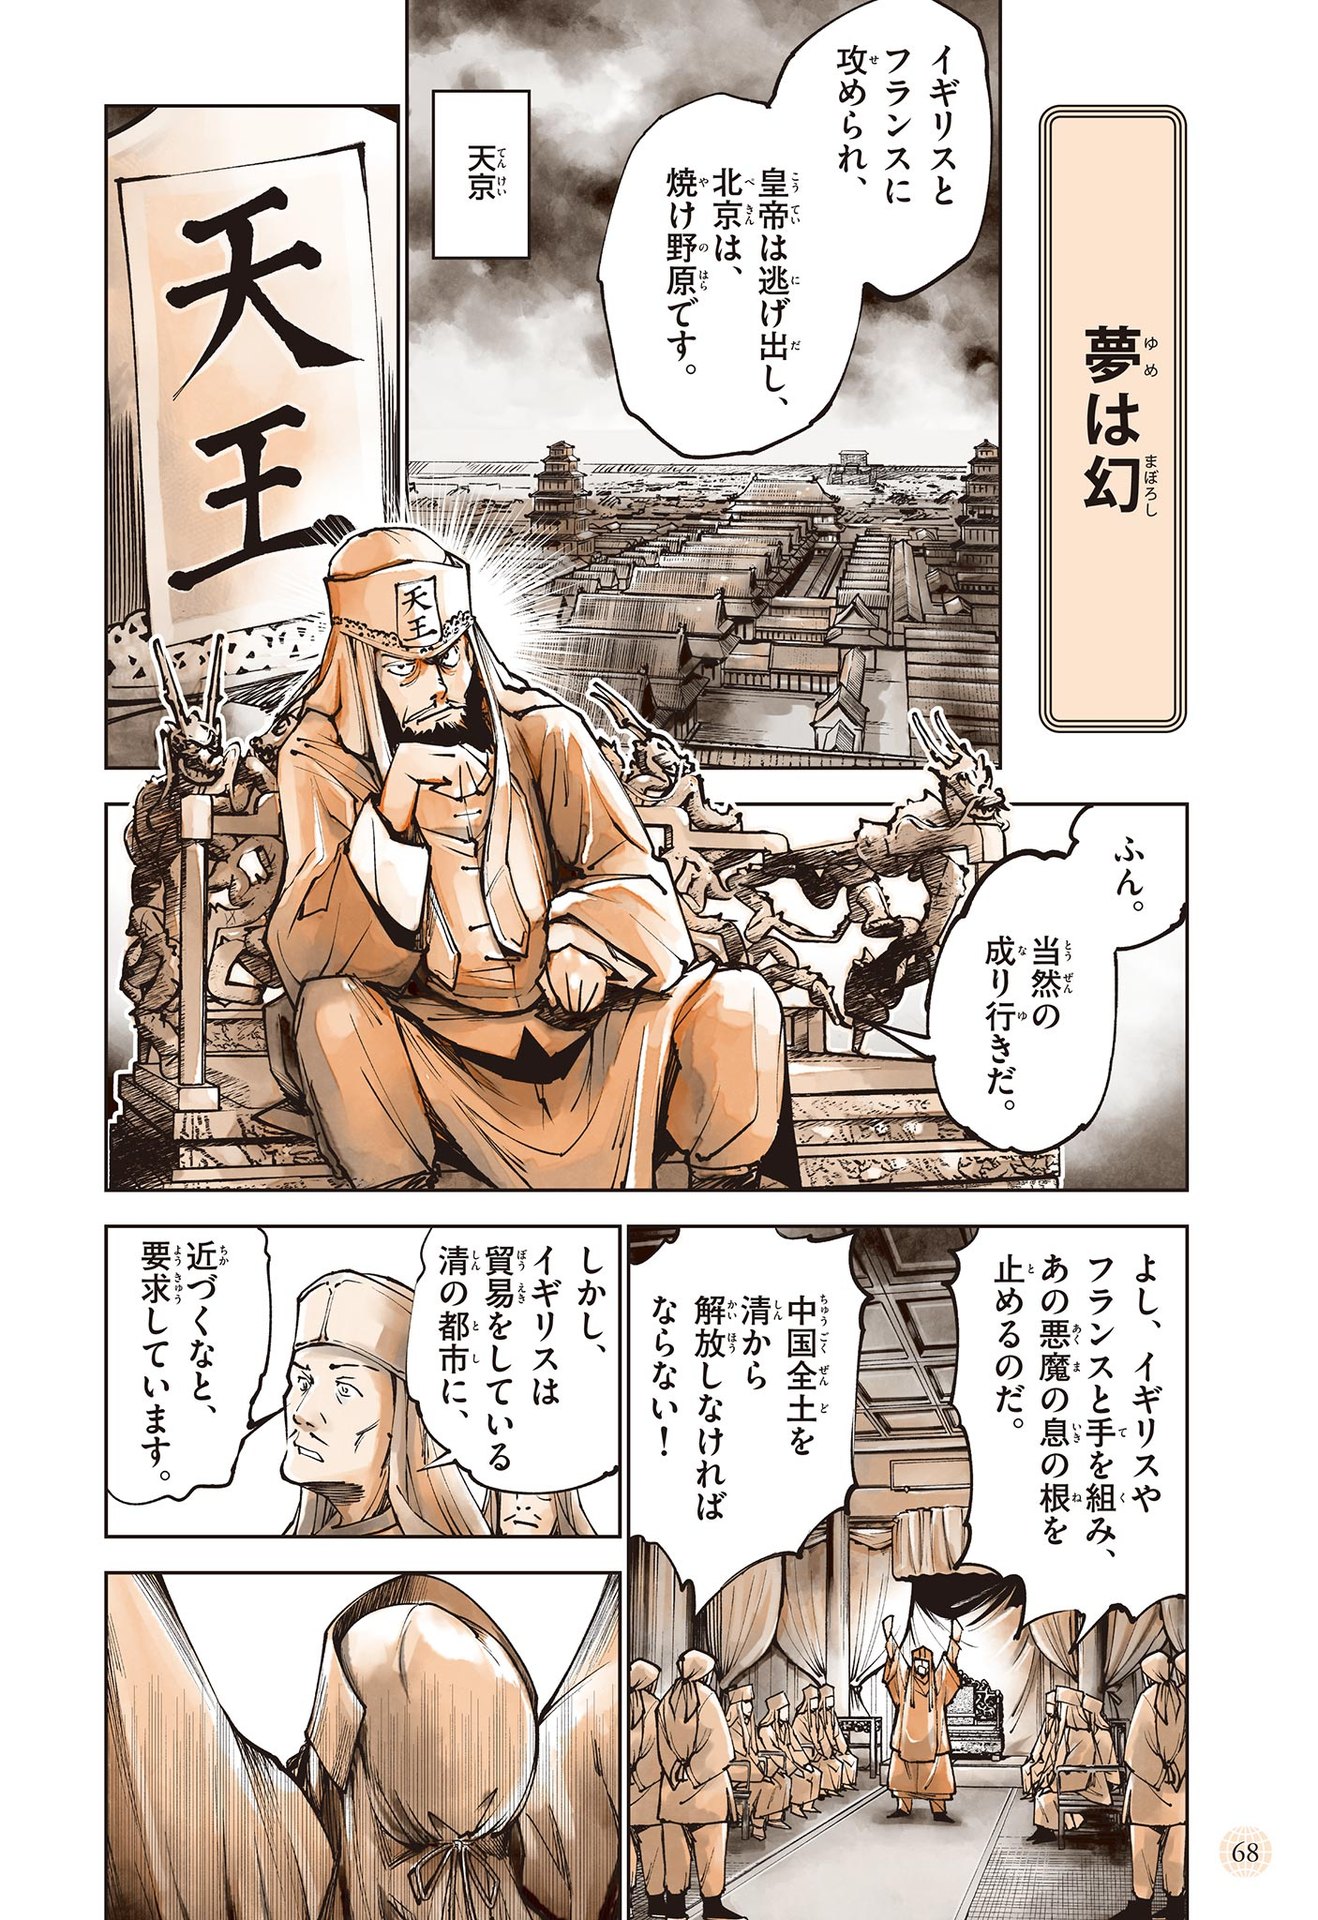 夢は幻
イギリスと
フランスに
攻められ、
皇帝は逃げ出し、
北京は、
焼け野原です。
天京
天王
天王
ふん。
当然の
成り行きだ。
よし、イギリスや
フランスと手を組み、
あの悪魔の息の根を
止めるのだ。
中国全土を
清から
解放しなければ
ならない！
しかし、
イギリスは
貿易をしている
清の都市に、
近づくなと、
要求しています。
68